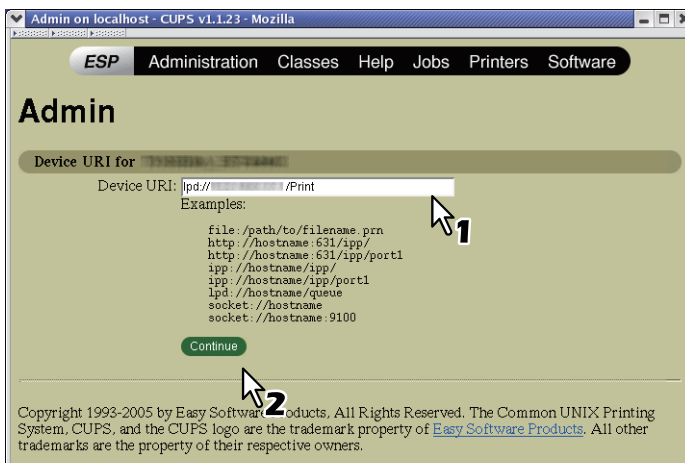 Admin on localhost - CUPS v1.1.23 - Mozilla
ESP Administration Classes Help Jobs Printers Software
Admin
Device URI for
Device URI: lpd:// /Print
Examples:
file:/path/to/filename.prn
http://hostname:631/ipp/
http://hostname:631/ipp/port1
ipp://hostname/ipp/
ipp://hostname/ipp/port1
lpd://hostname/queue
socket://hostname
socket://hostname:9100
1
Continue
2
Copyright 1993-2005 by Easy Software Products, All Rights Reserved. The Common UNIX Printing
System, CUPS, and the CUPS logo are the trademark property of Easy Software Products. All other
trademarks are the property of their respective owners.